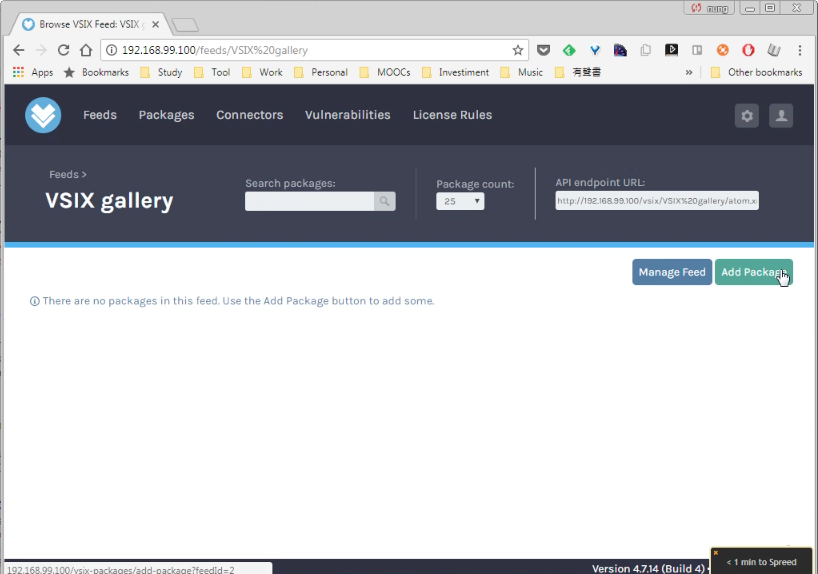 nung
Browse VSIX Feed: VSIX
192.168.99.100/feeds/VSIX%20gallery
Apps Bookmarks Study Tool Work Personal MOOCs Investiment Music 有聲書 » Other bookmarks
Feeds Packages Connectors Vulnerabilities License Rules
Feeds >
VSIX gallery
Search packages:
Package count:
25
API endpoint URL:
http://192.168.99.100/vsix/VSIX%20gallery/atom.x
Manage Feed Add Package
There are no packages in this feed. Use the Add Package button to add some.
192.168.99.100/vsix-packages/add-package?feedId=2
Version 4.7.14 (Build 4) •
< 1 min to Spreed